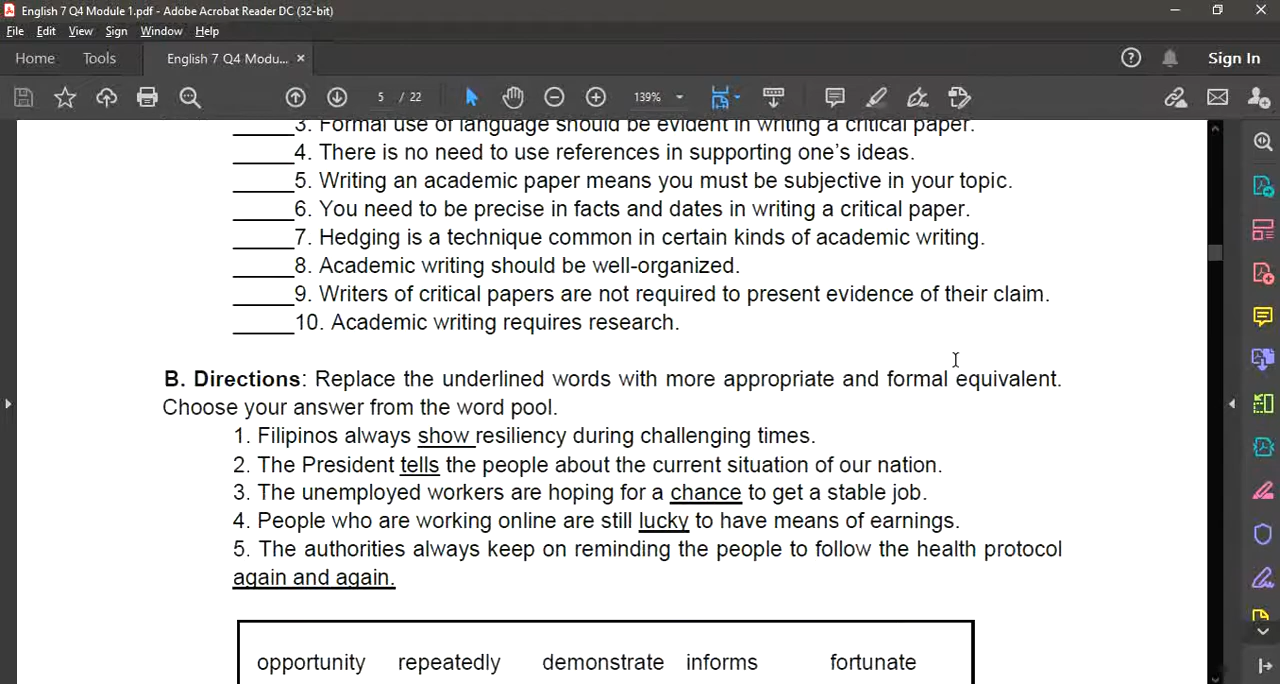 English 7 Q4 Module 1.pdf - Adobe Acrobat Reader DC (32-bit)
File Edit View Sign Window Help
Home Tools English 7 Q4 Modu... × Sign In
5 / 22 139%
_____3. Formal use of language should be evident in writing a critical paper.
_____4. There is no need to use references in supporting one’s ideas.
_____5. Writing an academic paper means you must be subjective in your topic.
_____6. You need to be precise in facts and dates in writing a critical paper.
_____7. Hedging is a technique common in certain kinds of academic writing.
_____8. Academic writing should be well-organized.
_____9. Writers of critical papers are not required to present evidence of their claim.
_____10. Academic writing requires research.
B. Directions: Replace the underlined words with more appropriate and formal equivalent.
Choose your answer from the word pool.
1. Filipinos always show resiliency during challenging times.
2. The President tells the people about the current situation of our nation.
3. The unemployed workers are hoping for a chance to get a stable job.
4. People who are working online are still lucky to have means of earnings.
5. The authorities always keep on reminding the people to follow the health protocol
again and again.
opportunity repeatedly demonstrate informs fortunate